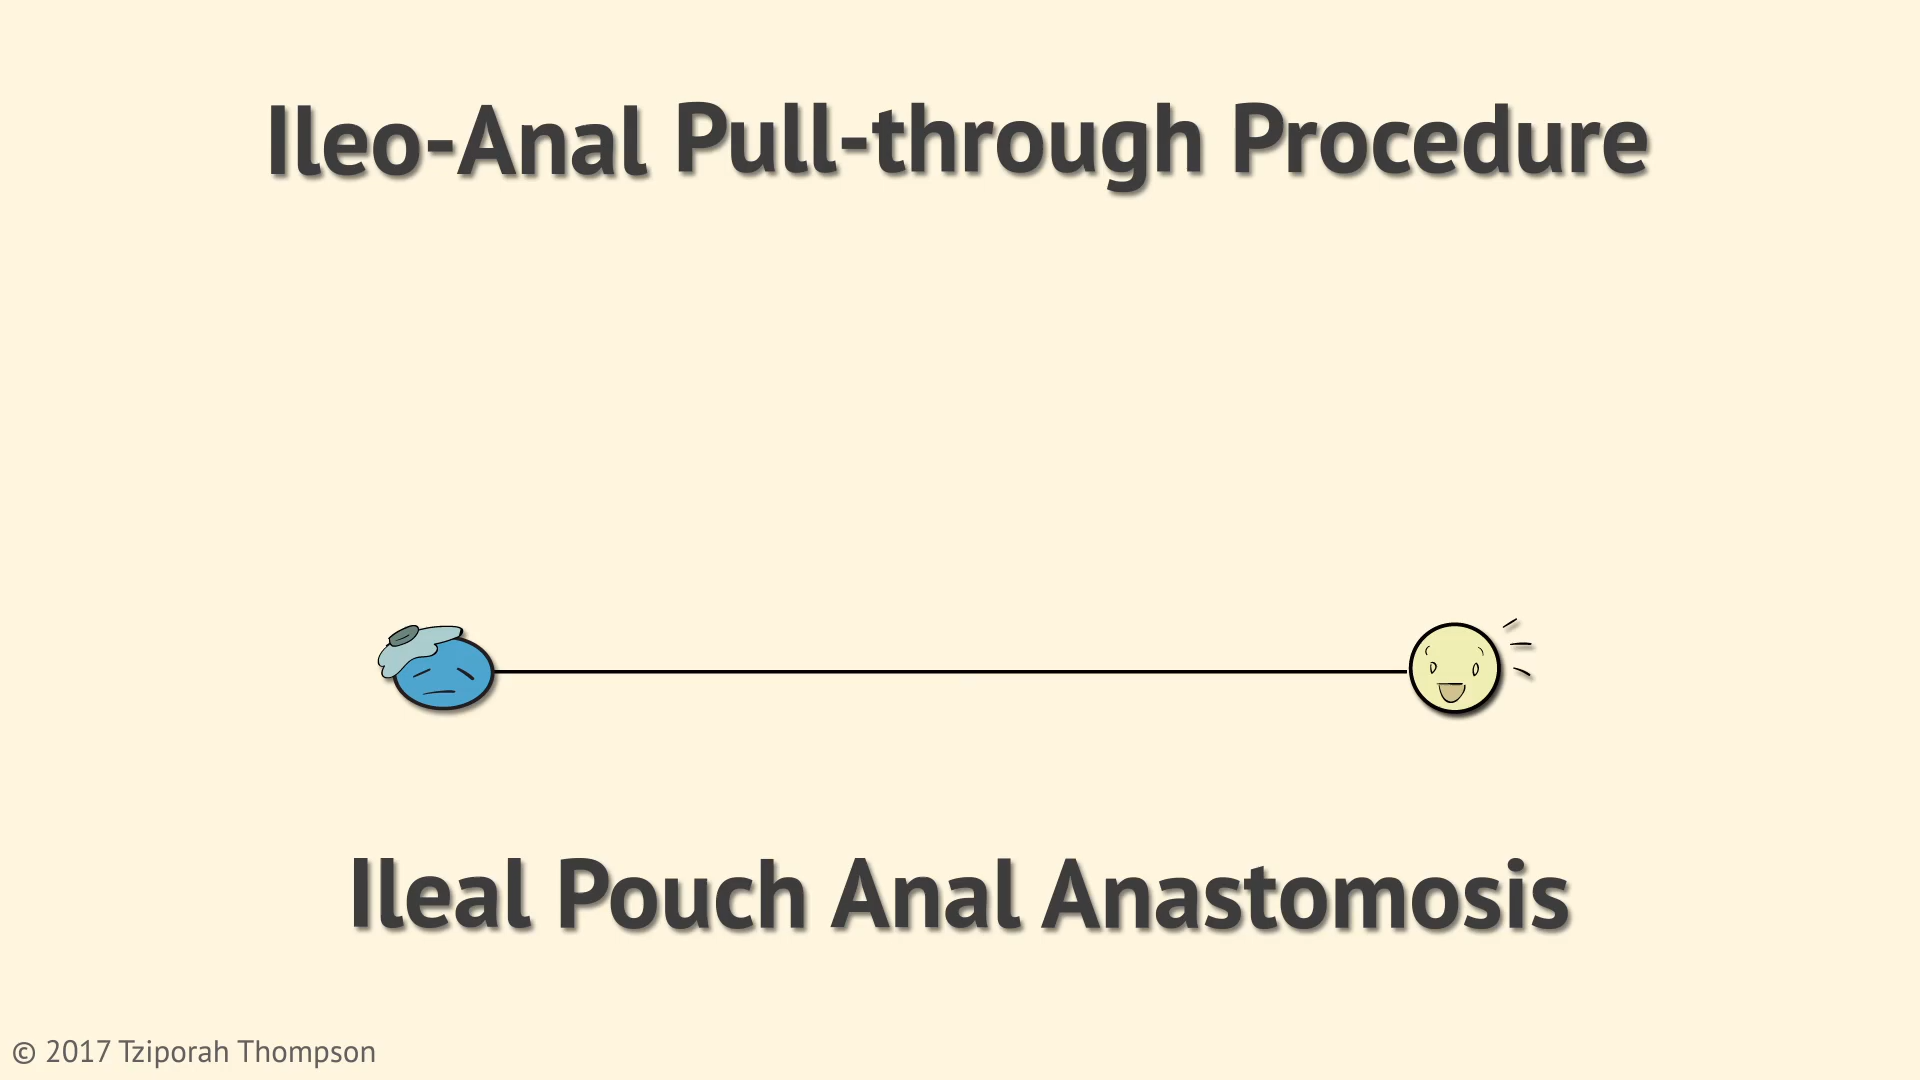 Ileo-Anal Pull-through Procedure
Ileal Pouch Anal Anastomosis
© 2017 Tziporah Thompson